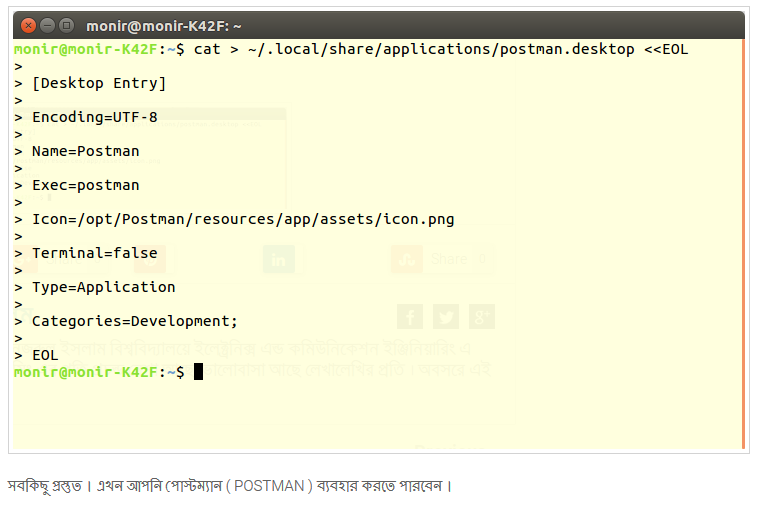 monir@monir-K42F: ~
monir@monir-K42F:~$ cat > ~/.local/share/applications/postman.desktop <<EOL
>
> [Desktop Entry]
>
> Encoding=UTF-8
>
> Name=Postman
>
> Exec=postman
>
> Icon=/opt/Postman/resources/app/assets/icon.png
>
> Terminal=false
>
> Type=Application
>
> Categories=Development;
>
> EOL
monir@monir-K42F:~$
সবকিছু প্রস্তুত । এখন আপনি পোস্টম্যান ( POSTMAN ) ব্যবহার করতে পারবেন ।